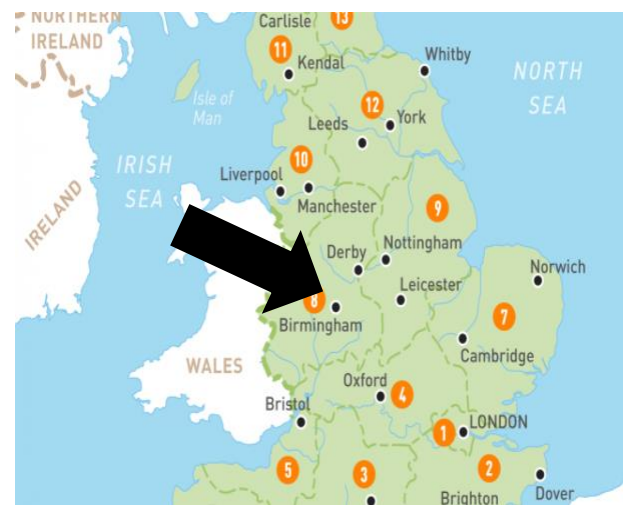 NORTHERN
IRELAND
Carlisle
13
11
Kendal
Whitby
NORTH
SEA
Isle of
Man
12
Leeds
York
IRISH
SEA
10
Liverpool
Manchester
9
IRELAND
Derby
Nottingham
Norwich
8
Leicester
Birmingham
7
Cambridge
WALES
Oxford
4
Bristol
1
LONDON
5
3
2
Brighton
Dover